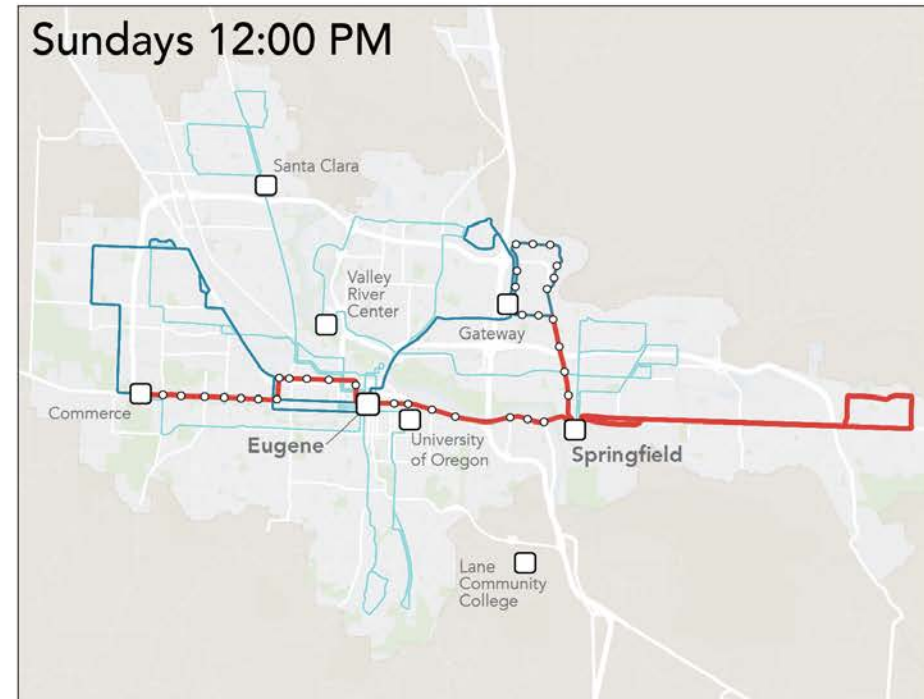 Sundays 12:00 PM
Santa Clara
Valley
River
Center
Gateway
Commerce
Eugene
University
of Oregon
Springfield
Lane
Community
College